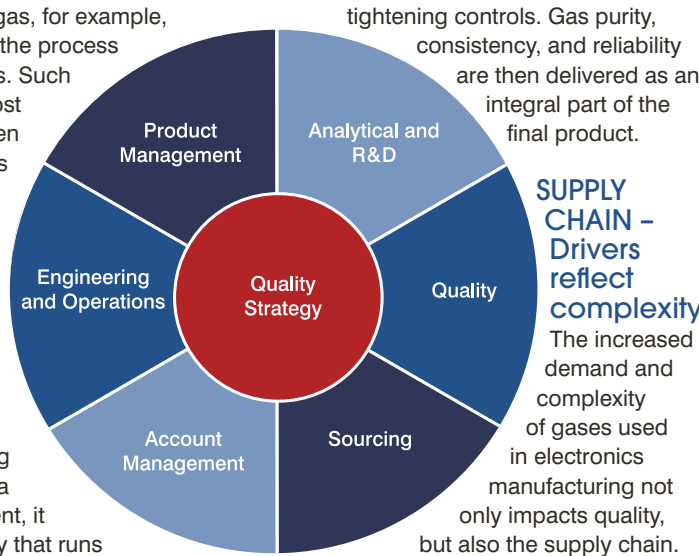 gas, for example,
the process
s. Such
ost
en
s
g
a
ent, it
y that runs
Product
Management
Analytical and
R&D
Engineering
and Operations
Quality
Strategy
Quality
Account
Management
Sourcing
tightening controls. Gas purity,
consistency, and reliability
are then delivered as an
integral part of the
final product.
SUPPLY
CHAIN –
Drivers
reflect
complexity
The increased
demand and
complexity
of gases used
in electronics
manufacturing not
only impacts quality,
but also the supply chain.